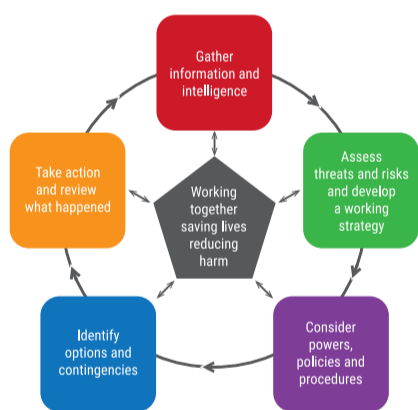 Gather
information and
intelligence
Assess
threats and risks
and develop
a working
strategy
Consider
powers,
policies and
procedures
Identify
options and
contingencies
Take action
and review
what happened
Working
together
saving lives
reducing
harm